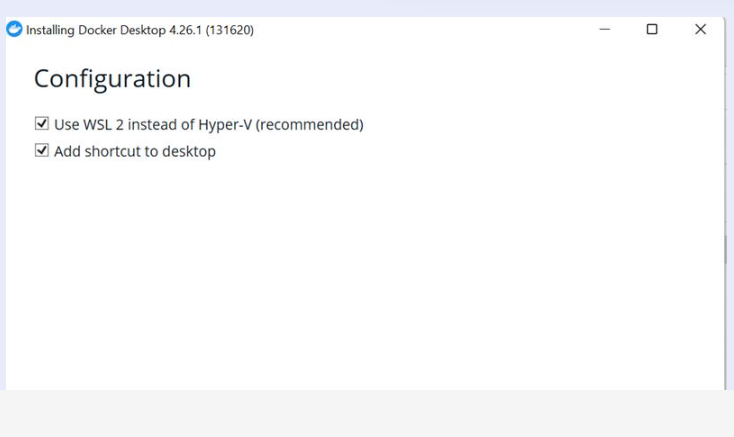 Installing Docker Desktop 4.26.1 (131620)
Configuration
Use WSL 2 instead of Hyper-V (recommended)
Add shortcut to desktop